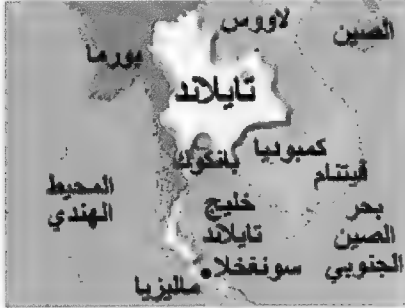 لاووس
الصين
بورما
تايلاند
كمبوديا
بانكوك
فيتنام
المحيط
الهندي
خليج
تايلاند
بحر
الصين
الجنوبي
سونغخلا
ماليزيا